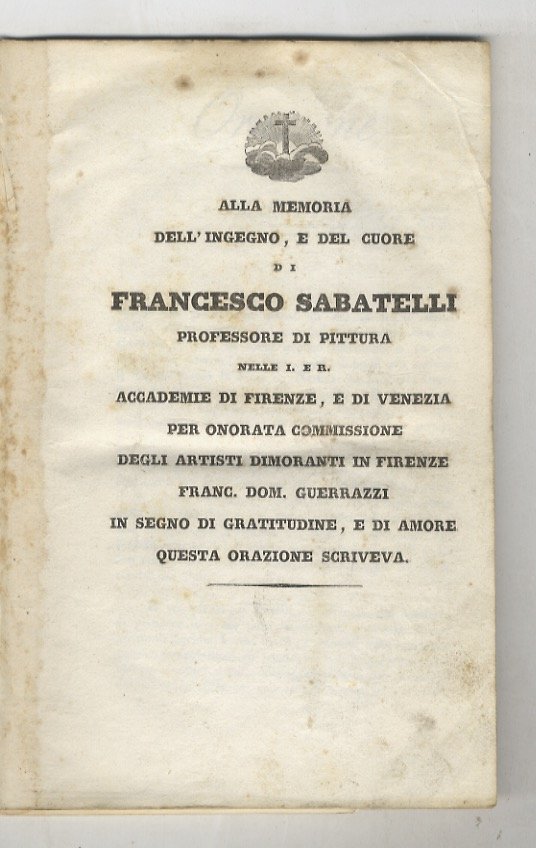 ALLA MEMORIA
DELL'INGEGNO, E DEL CUORE
DI
FRANCESCO SABATELLI
PROFESSORE DI PITTURA
NELLE I. E R.
ACCADEMIE DI FIRENZE, E DI VENEZIA
PER ONORATA COMMISSIONE
DEGLI ARTISTI DIMORANTI IN FIRENZE
FRANC. DOM. GUERRAZZI
IN SEGNO DI GRATITUDINE, E DI AMORE
QUESTA ORAZIONE SCRIVEVA.